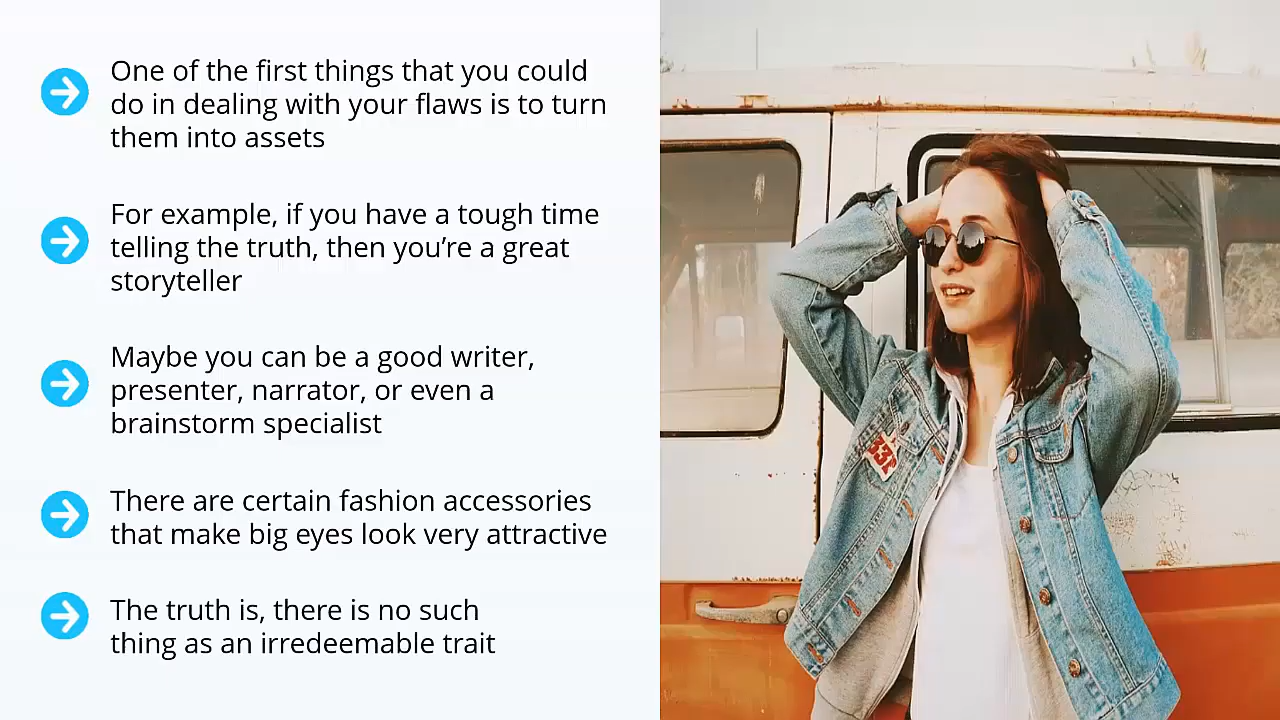 One of the first things that you could
do in dealing with your flaws is to turn
them into assets
For example, if you have a tough time
telling the truth, then you’re a great
storyteller
Maybe you can be a good writer,
presenter, narrator, or even a
brainstorm specialist
There are certain fashion accessories
that make big eyes look very attractive
The truth is, there is no such
thing as an irredeemable trait